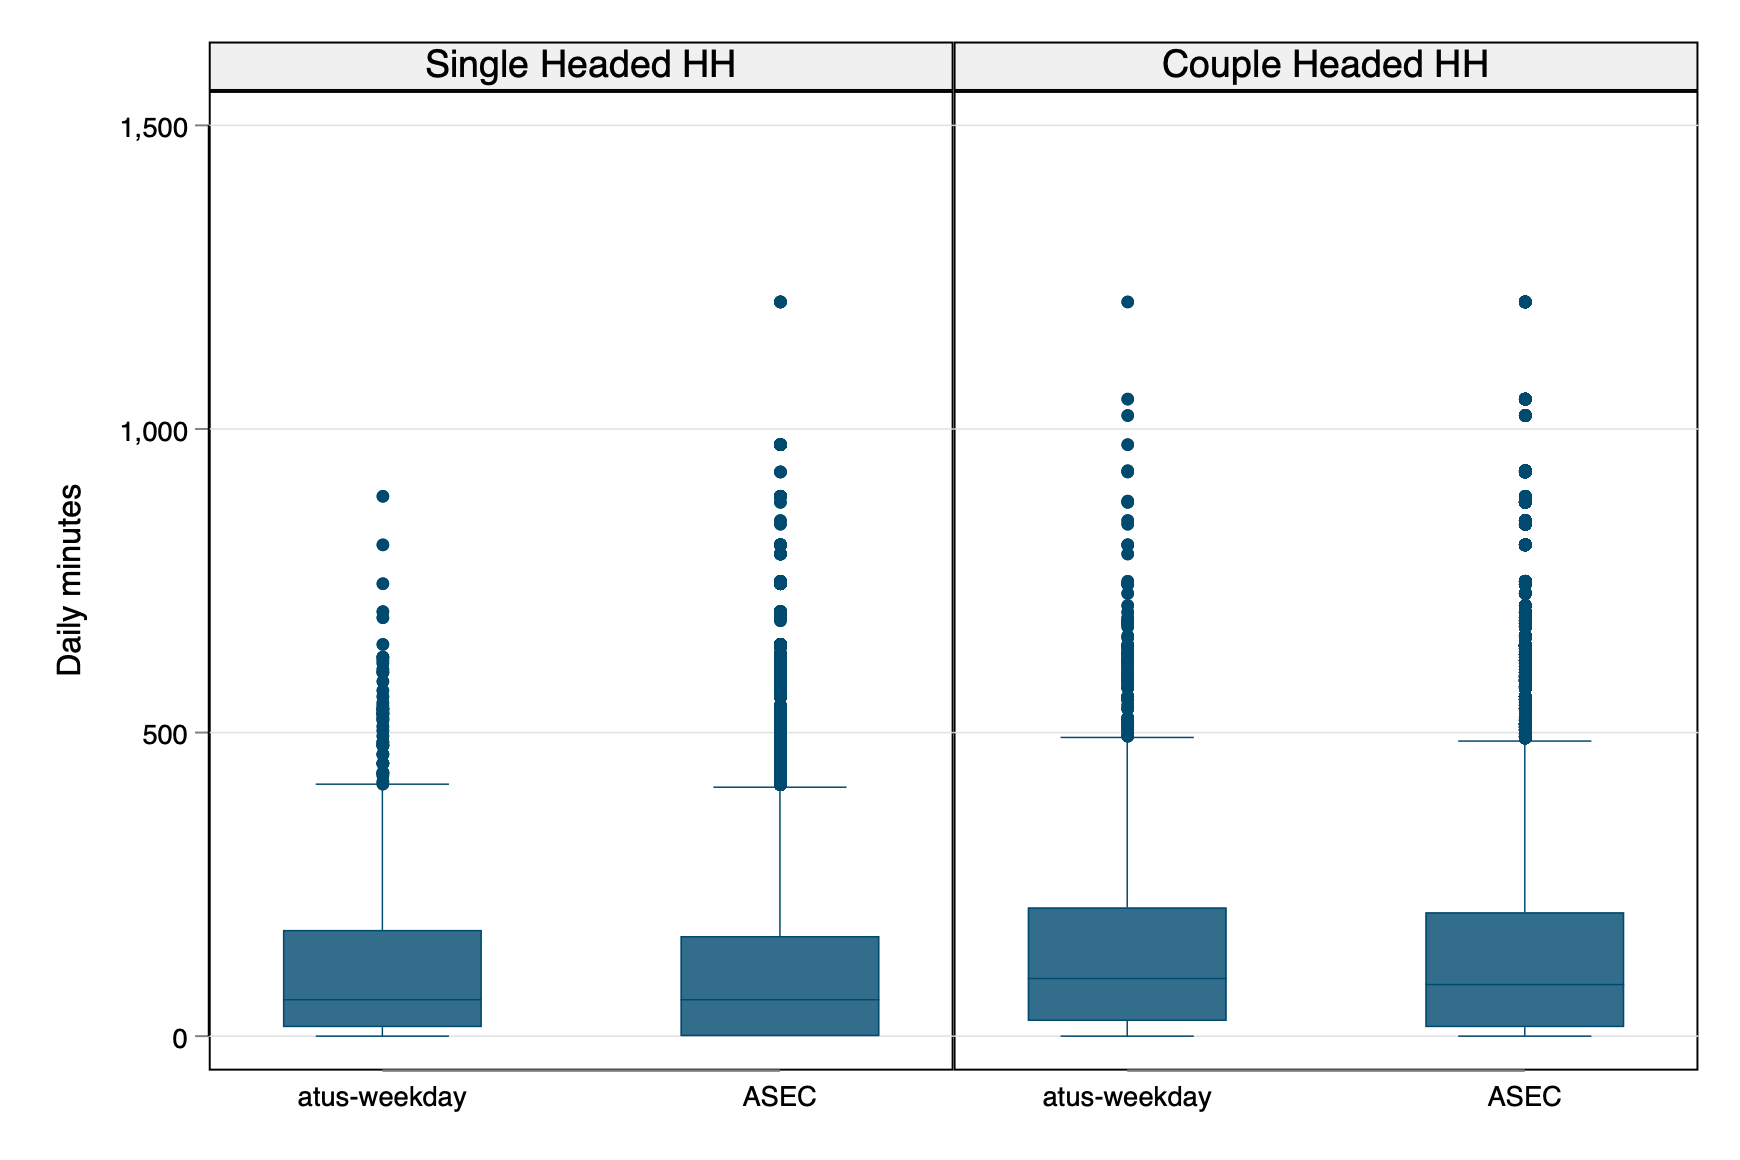 Single Headed HH
Couple Headed HH
1,500
1,000
500
0
Daily minutes
atus-weekday
ASEC
atus-weekday
ASEC